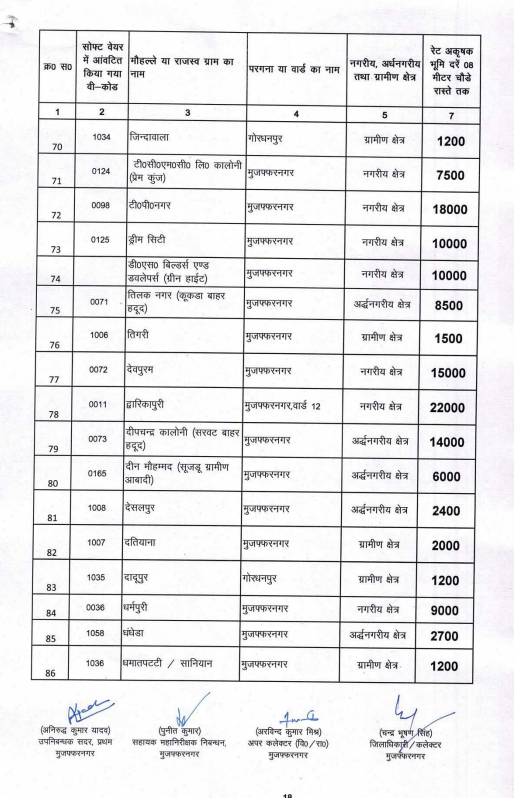 क्र0 स0 | सोफ्ट वेयर में आंवटित किया गया वी–कोड | मौहल्ले या राजस्व ग्राम का नाम | परगना या वार्ड का नाम | नगरीय, अर्धनगरीय तथा ग्रामीण क्षेत्र | रेट अकृषक भूमि दरें 08 मीटर चौडे रास्ते तक
1 | 2 | 3 | 4 | 5 | 7
70 | 1034 | जिन्दावाला | गोरधनपुर | ग्रामीण क्षेत्र | 1200
71 | 0124 | टी0सी0एम0सी0 लि0 कालोनी (प्रेम कुंज) | मुजफ्फरनगर | नगरीय क्षेत्र | 7500
72 | 0098 | टी0पी0नगर | मुजफ्फरनगर | नगरीय क्षेत्र | 18000
73 | 0125 | ड्रीम सिटी | मुजफ्फरनगर | नगरीय क्षेत्र | 10000
74 | डी0एस0 बिल्डर्स एण्ड डवलेपर्स (ग्रीन हाईट) | मुजफ्फरनगर | नगरीय क्षेत्र | 10000
75 | 0071 | तिलक नगर (कूकडा बाहर हदूद) | मुजफ्फरनगर | अर्द्धनगरीय क्षेत्र | 8500
76 | 1006 | तिगरी | मुजफ्फरनगर | ग्रामीण क्षेत्र | 1500
77 | 0072 | देवपुरम | मुजफ्फरनगर | नगरीय क्षेत्र | 15000
78 | 0011 | द्वारिकापुरी | मुजफ्फरनगर,वार्ड 12 | नगरीय क्षेत्र | 22000
79 | 0073 | दीपचन्द्र कालोनी (सरवट बाहर हदूद) | मुजफ्फरनगर | अर्द्धनगरीय क्षेत्र | 14000
80 | 0165 | दीन मौहम्मद (सूजडू ग्रामीण आबादी) | मुजफ्फरनगर | अर्द्धनगरीय क्षेत्र | 6000
81 | 1008 | देसलपुर | मुजफ्फरनगर | अर्द्धनगरीय क्षेत्र | 2400
82 | 1007 | दतियाना | मुजफ्फरनगर | ग्रामीण क्षेत्र | 2000
83 | 1035 | दादूपुर | गोरधनपुर | ग्रामीण क्षेत्र | 1200
84 | 0036 | धर्मपुरी | मुजफ्फरनगर | नगरीय क्षेत्र | 9000
85 | 1058 | धंधेडा | मुजफ्फरनगर | अर्द्धनगरीय क्षेत्र | 2700
86 | 1036 | धमातपटटी / सानियान | मुजफ्फरनगर | ग्रामीण क्षेत्र | 1200
(अनिरुद्ध कुमार यादव) (पुनीत कुमार) (अरविन्द कुमार मिश्र) (चन्द्र भूषण सिंह)
उपनिबन्धक सदर, प्रथम सहायक महानिरीक्षक निबन्धन, अपर कलेक्टर (वि0/रा0) जिलाधिकारी/कलेक्टर
मुजफ्फरनगर मुजफ्फरनगर मुजफ्फरनगर मुजफ्फरनगर
18